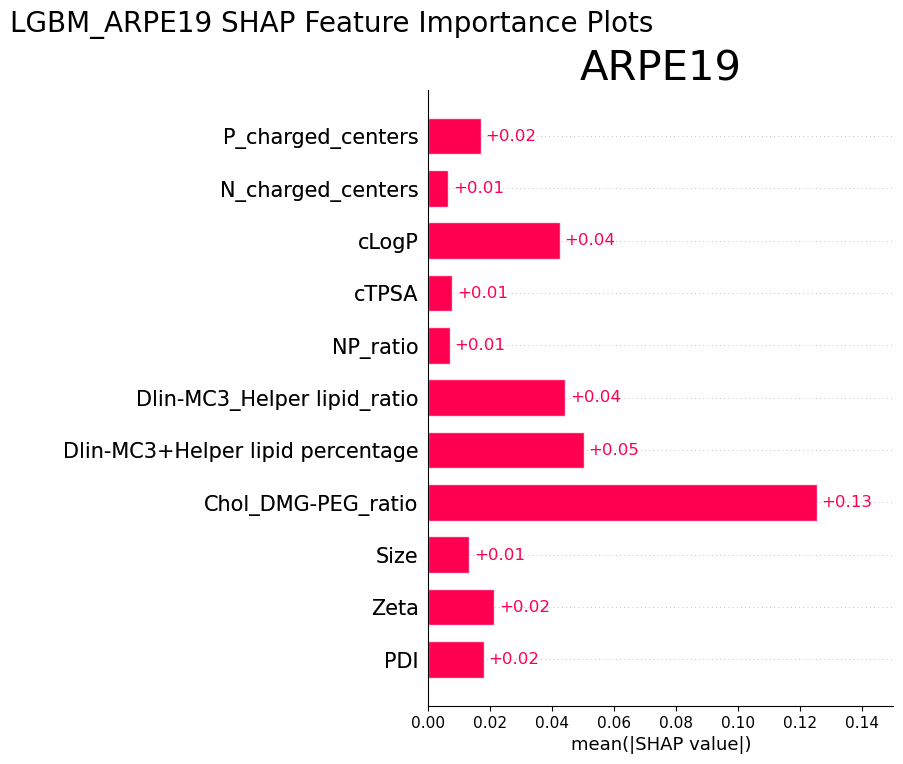 LGBM_ARPE19 SHAP Feature Importance Plots
ARPE19
P_charged_centers +0.02
N_charged_centers +0.01
cLogP +0.04
cTPSA +0.01
NP_ratio +0.01
Dlin-MC3_Helper lipid_ratio +0.04
Dlin-MC3+Helper lipid percentage +0.05
Chol_DMG-PEG_ratio +0.13
Size +0.01
Zeta +0.02
PDI +0.02
0.00 0.02 0.04 0.06 0.08 0.10 0.12 0.14
mean(|SHAP value|)